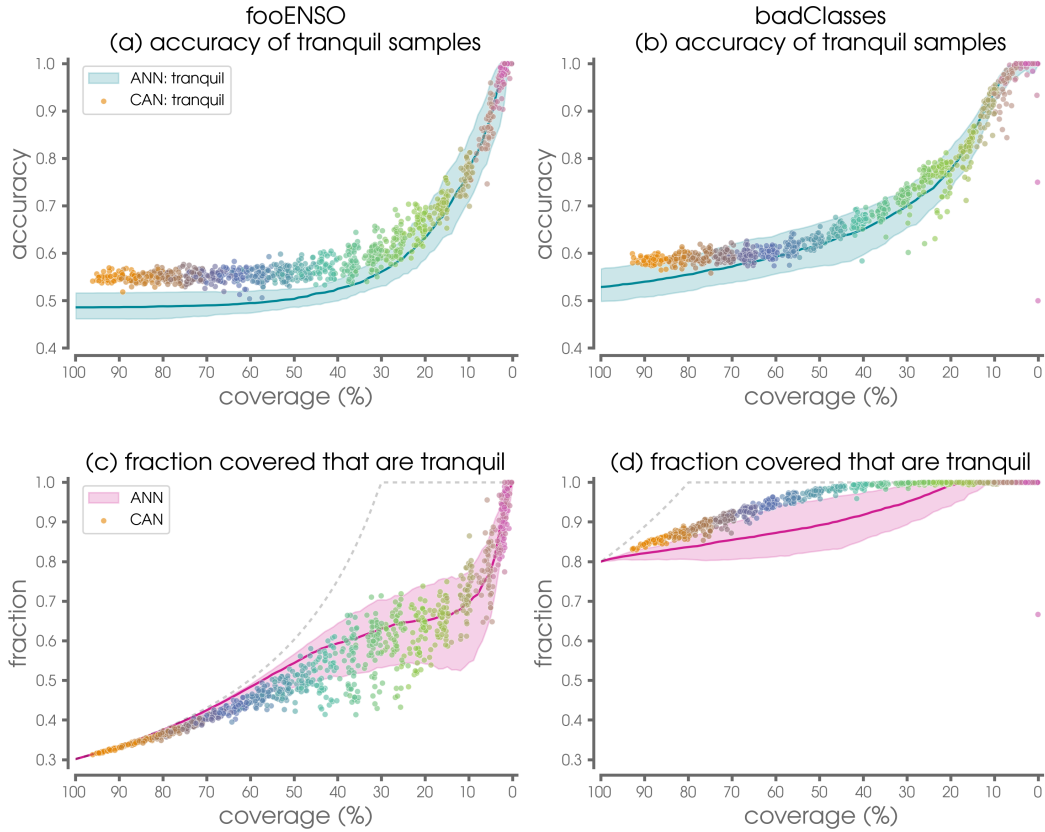 fooENSO
(a) accuracy of tranquil samples
1.0
0.9
0.8
0.7
0.6
0.5
0.4
accuracy
ANN: tranquil
CAN: tranquil
100 90 80 70 60 50 40 30 20 10 0
coverage (%)
badClasses
(b) accuracy of tranquil samples
1.0
0.9
0.8
0.7
0.6
0.5
0.4
accuracy
100 90 80 70 60 50 40 30 20 10 0
coverage (%)
(c) fraction covered that are tranquil
1.0
0.9
0.8
0.7
0.6
0.5
0.4
0.3
fraction
ANN
CAN
100 90 80 70 60 50 40 30 20 10 0
coverage (%)
(d) fraction covered that are tranquil
1.0
0.9
0.8
0.7
0.6
0.5
0.4
0.3
fraction
100 90 80 70 60 50 40 30 20 10 0
coverage (%)